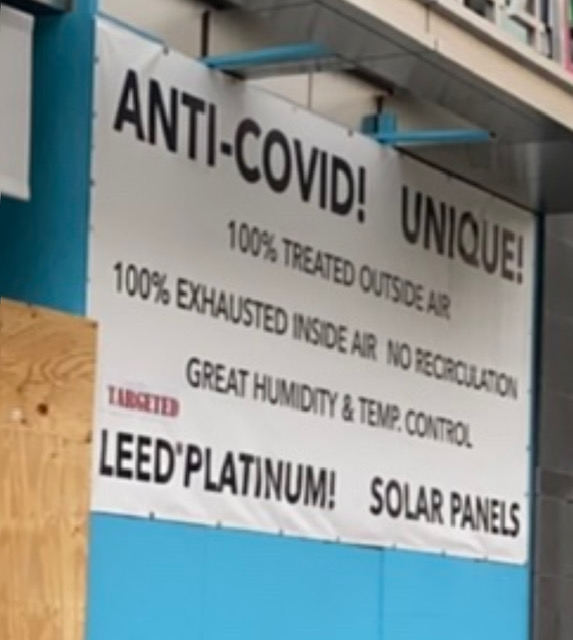 ANTI-COVID! UNIQUE!
100% TREATED OUTSIDE AIR
100% EXHAUSTED INSIDE AIR NO RECIRCULATION
GREAT HUMIDITY & TEMP. CONTROL
TARGETED
LEED® PLATINUM! SOLAR PANELS